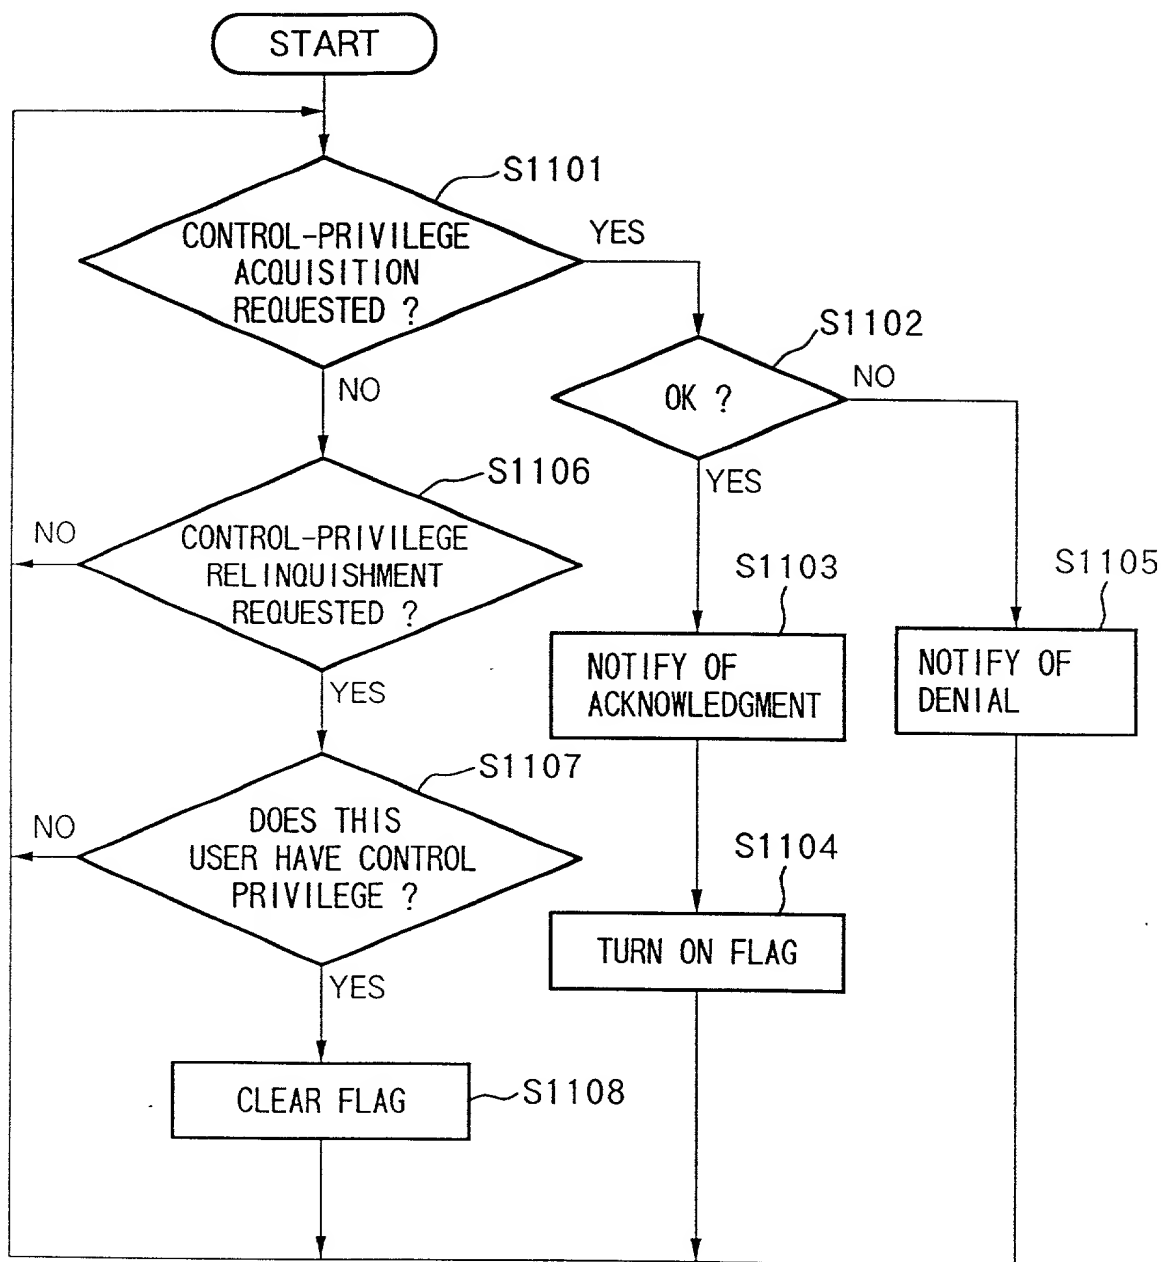 START
S1101
CONTROL-PRIVILEGE
ACQUISITION
REQUESTED ?
YES
NO
S1102
OK ?
NO
YES
S1106
CONTROL-PRIVILEGE
RELINQUISHMENT
REQUESTED ?
NO
YES
S1103
NOTIFY OF
ACKNOWLEDGMENT
S1105
NOTIFY OF
DENIAL
S1107
DOES THIS
USER HAVE CONTROL
PRIVILEGE ?
NO
YES
S1104
TURN ON FLAG
CLEAR FLAG
S1108